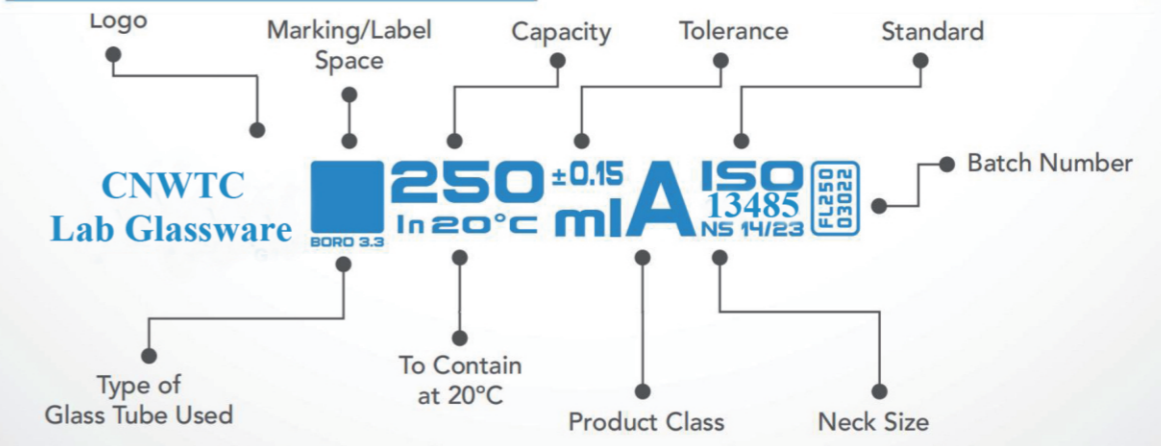 Logo
Marking/Label
Space
Capacity
Tolerance
Standard
CNWTC
Lab Glassware
BORO 3.3
250
In 20°C
±0.15
ml
A
ISO
13485
NS 14/23
FL250
03022
Batch Number
Type of
Glass Tube Used
To Contain
at 20°C
Product Class
Neck Size